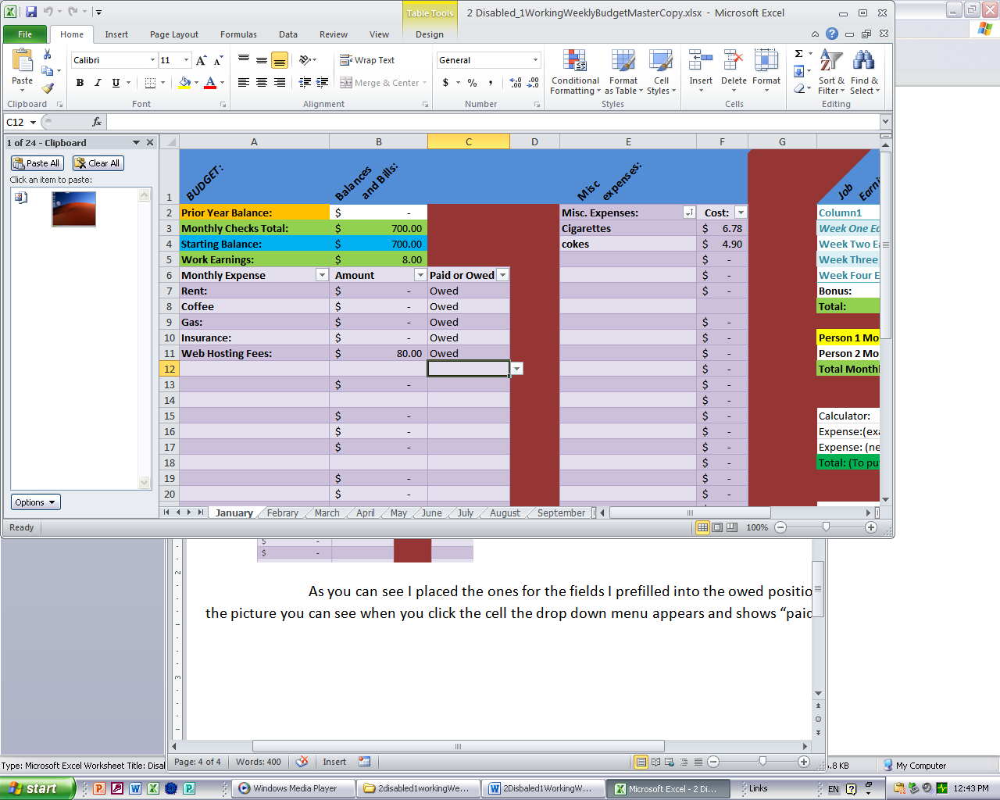 Table Tools
2 Disabled_1WorkingWeeklyBudgetMasterCopy.xlsx - Microsoft Excel
File Home Insert Page Layout Formulas Data Review View Design
Paste
Calibri 11
B I U
Wrap Text
Merge & Center
General
$ % ,
Conditional Formatting
Format as Table
Cell Styles
Insert Delete Format
Sort & Filter
Find & Select
Clipboard Font Alignment Number Styles Cells Editing
C12 fx
1 of 24 - Clipboard
Paste All Clear All
Click an item to paste:
Options
A B C D E F G
1 BUDGET: Balances and Bills: Misc expenses: Job
2 Prior Year Balance: $ - Misc. Expenses: Cost: Column1
3 Monthly Checks Total: $ 700.00 Cigarettes $ 6.78 Week One Ea
4 Starting Balance: $ 700.00 cokes $ 4.90 Week Two Ea
5 Work Earnings: $ 8.00 $ - Week Three
6 Monthly Expense Amount Paid or Owed $ - Week Four E
7 Rent: $ - Owed $ - Bonus:
8 Coffee $ - Owed Total:
9 Gas: $ - Owed $ -
10 Insurance: $ - Owed $ - Person 1 Mo
11 Web Hosting Fees: $ 80.00 Owed $ - Person 2 Mo
12 $ - Total Month
13 $ - $ -
14 $ -
15 $ - $ - Calculator:
16 $ - $ - Expense:(exa
17 $ - $ - Expense: (ne
18 $ - Total: (To pu
19 $ - $ -
20 $ - $ -
January Febrary March April May June July August September
Ready 100%
$ -
$ -
As you can see I placed the ones for the fields I prefilled into the owed positio
the picture you can see when you click the cell the drop down menu appears and shows “paid
2
3
Page: 4 of 4 Words: 400 Insert
Type: Microsoft Excel Worksheet Title: Disal
.8 KB My Computer
start
Windows Media Player
2disabled1workingWe...
2Disbaled1WorkingW...
Microsoft Excel - 2 Di...
Links
EN
12:43 PM